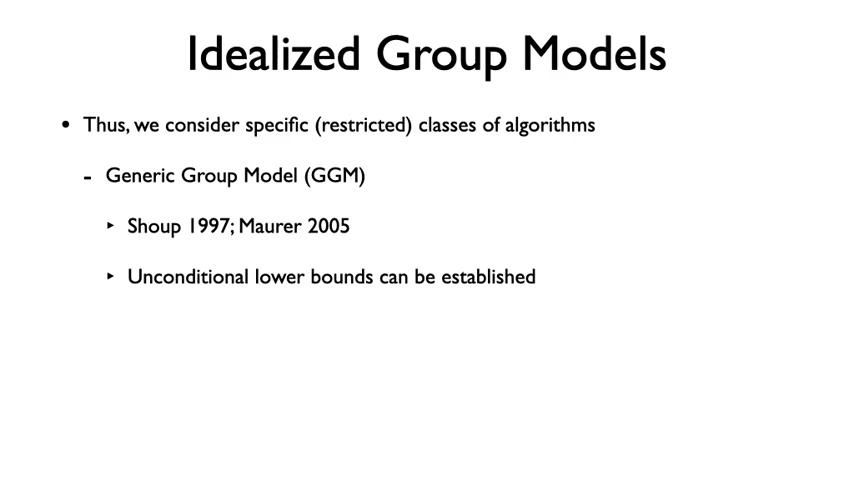 Idealized Group Models
• Thus, we consider specific (restricted) classes of algorithms
- Generic Group Model (GGM)
‣ Shoup 1997; Maurer 2005
‣ Unconditional lower bounds can be established